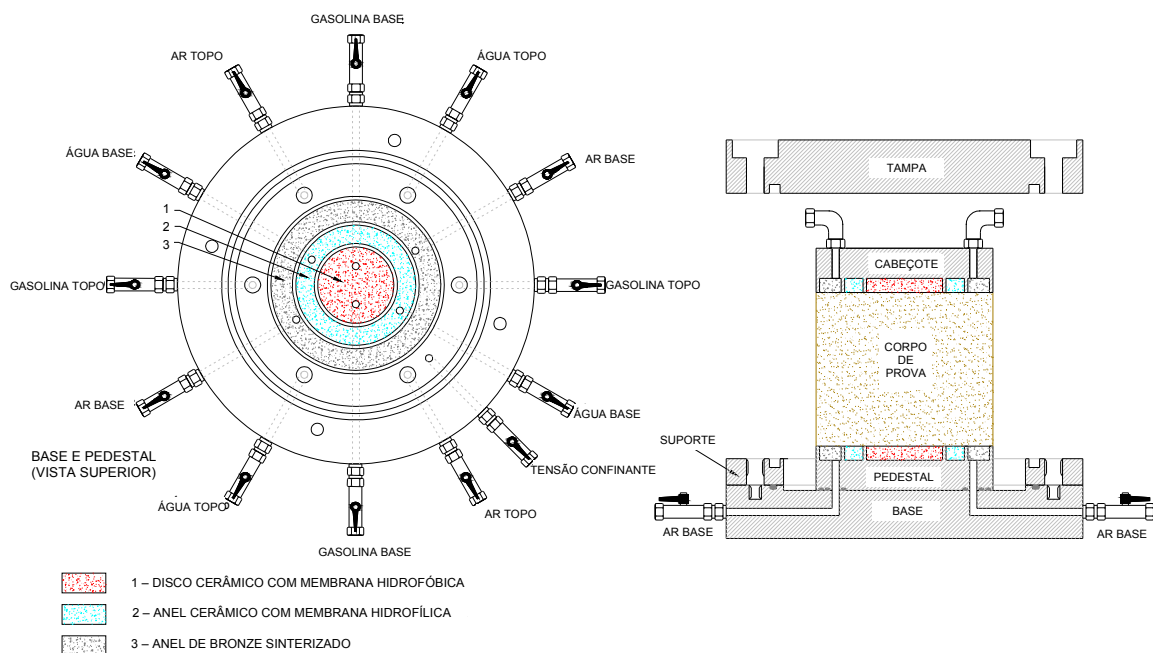 GASOLINA BASE
AR TOPO
ÁGUA TOPO
ÁGUA BASE
AR BASE
1
2
3
GASOLINA TOPO
GASOLINA TOPO
AR BASE
ÁGUA BASE
BASE E PEDESTAL
(VISTA SUPERIOR)
TENSÃO CONFINANTE
ÁGUA TOPO
AR TOPO
GASOLINA BASE
TAMPA
CABEÇOTE
CORPO
DE
PROVA
SUPORTE
PEDESTAL
BASE
AR BASE
AR BASE
1 – DISCO CERÂMICO COM MEMBRANA HIDROFÓBICA
2 – ANEL CERÂMICO COM MEMBRANA HIDROFÍLICA
3 – ANEL DE BRONZE SINTERIZADO